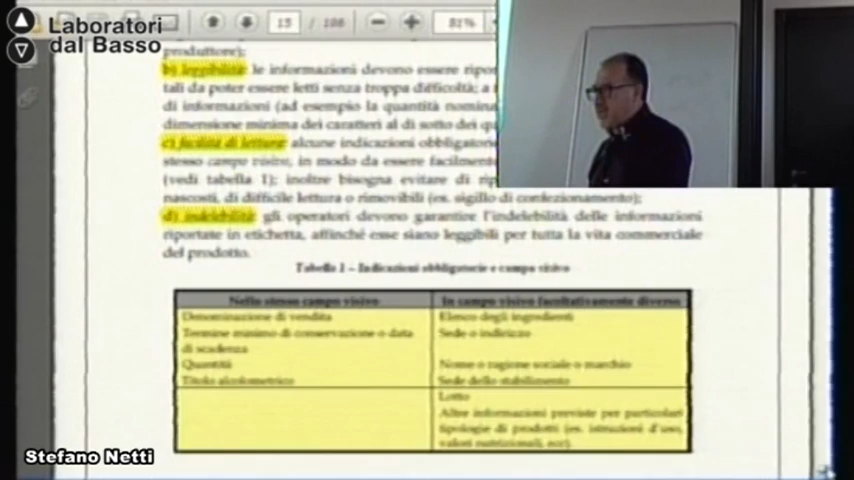 Laboratori
dal Basso
15 / 106
81%
produttore);
b) leggibilità: le informazioni devono essere ripor
tali da poter essere letti senza troppa difficoltà; a
di informazioni (ad esempio la quantità nomina
dimensione minima dei caratteri al di sotto dei qu
c) facilità di lettura: alcune indicazioni obbligatorie
stesso campo visivo, in modo da essere facilmente
(vedi tabella 1); inoltre bisogna evitare di rip
nascosti, di difficile lettura o rimovibili (es. sigillo di confezionamento);
d) indelebilità: gli operatori devono garantire l'indelebilità delle informazioni
riportate in etichetta, affinché esse siano leggibili per tutta la vita commerciale
del prodotto.
Tabella 1 – Indicazioni obbligatorie e campo visivo
Nello stesso campo visivo In campo visivo facoltativamente diverso
Denominazione di vendita Elenco degli ingredienti
Termine minimo di conservazione o data Sede o indirizzo
di scadenza
Quantità Nome o ragione sociale o marchio
Titolo alcolometrico Sede dello stabilimento
Lotto
Altre informazioni previste per particolari
tipologie di prodotti (es. istruzioni d'uso,
valori nutrizionali, ecc)
Stefano Netti